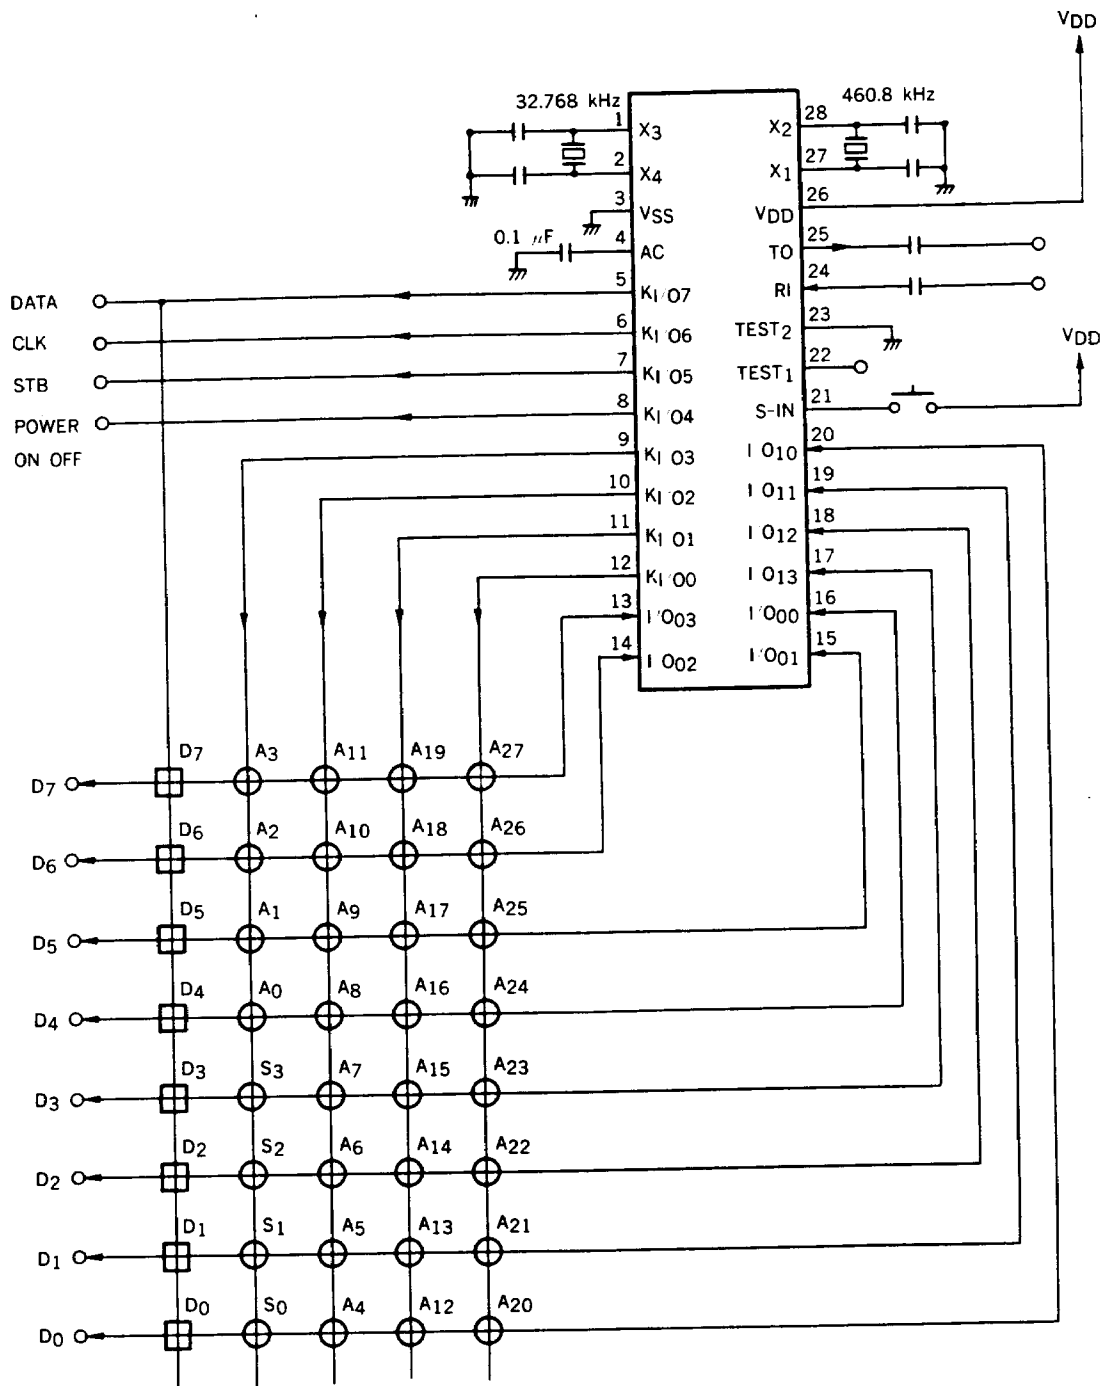 VDD
32.768 kHz
460.8 kHz
1 X3 X2 28
2 X4 X1 27
3 VSS VDD 26
0.1 μF 4 AC TO 25
DATA 5 KI/O7 RI 24
CLK 6 KI/O6 TEST2 23
STB 7 KI/O5 TEST1 22
VDD
POWER 8 KI/O4 S-IN 21
ON OFF 9 KI/O3 I/O10 20
10 KI/O2 I/O11 19
11 KI/O1 I/O12 18
12 KI/O0 I/O13 17
13 I/O03 I/O00 16
14 I/O02 I/O01 15
D7 A3 A11 A19 A27
D7
D6 A2 A10 A18 A26
D6
D5 A1 A9 A17 A25
D5
D4 A0 A8 A16 A24
D4
D3 S3 A7 A15 A23
D3
D2 S2 A6 A14 A22
D2
D1 S1 A5 A13 A21
D1
D0 S0 A4 A12 A20
D0